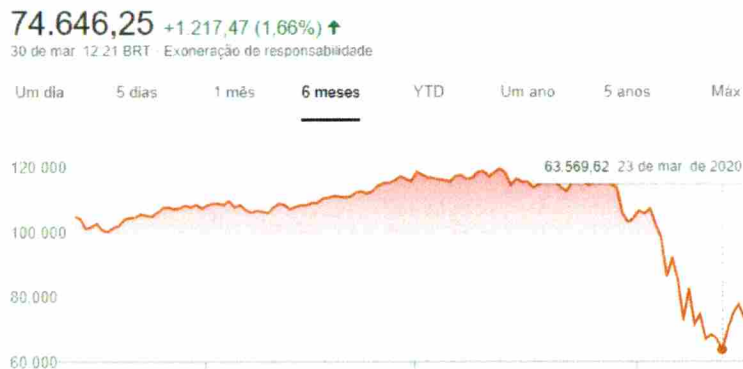 74.646,25 +1.217,47 (1,66%) ↑
30 de mar 12:21 BRT · Exoneração de responsabilidade
Um dia 5 dias 1 mês 6 meses YTD Um ano 5 anos Máx
120.000
63.569,62 23 de mar. de 2020
100.000
80.000
60.000